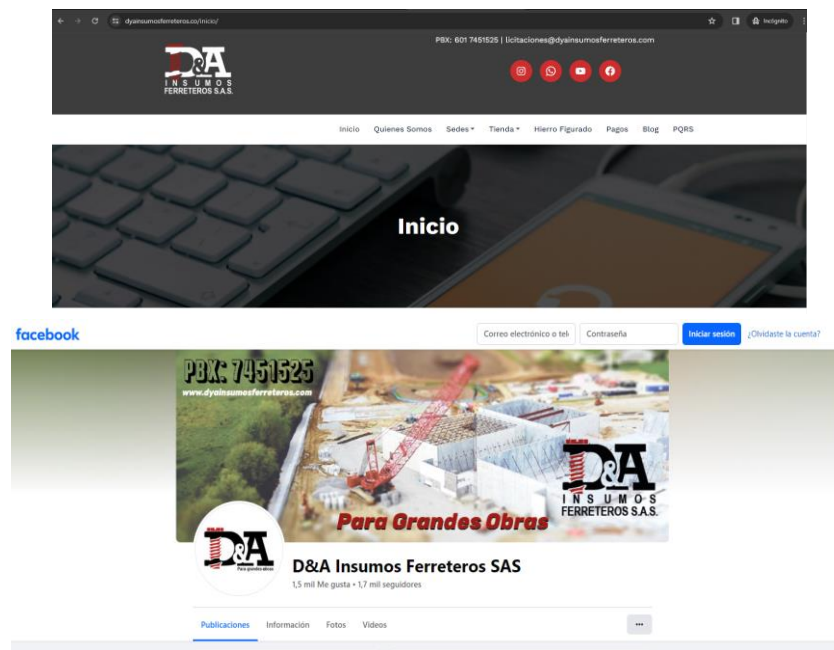 dyainsumosferreteros.co/inicio/
Incógnito
PBX: 601 7451525 | licitaciones@dyainsumosferreteros.com
D&A
INSUMOS
FERRETEROS S.A.S.
Inicio Quienes Somos Sedes Tienda Hierro Figurado Pagos Blog PQRS
Inicio
facebook
Correo electrónico o telé
Contraseña
Iniciar sesión
¿Olvidaste la cuenta?
PBX: 7451525
www.dyainsumosferreteros.com
D&A
INSUMOS
FERRETEROS S.A.S.
Para Grandes Obras
D&A
Para grandes obras
D&A Insumos Ferreteros SAS
1,5 mil Me gusta • 1,7 mil seguidores
Publicaciones Información Fotos Videos